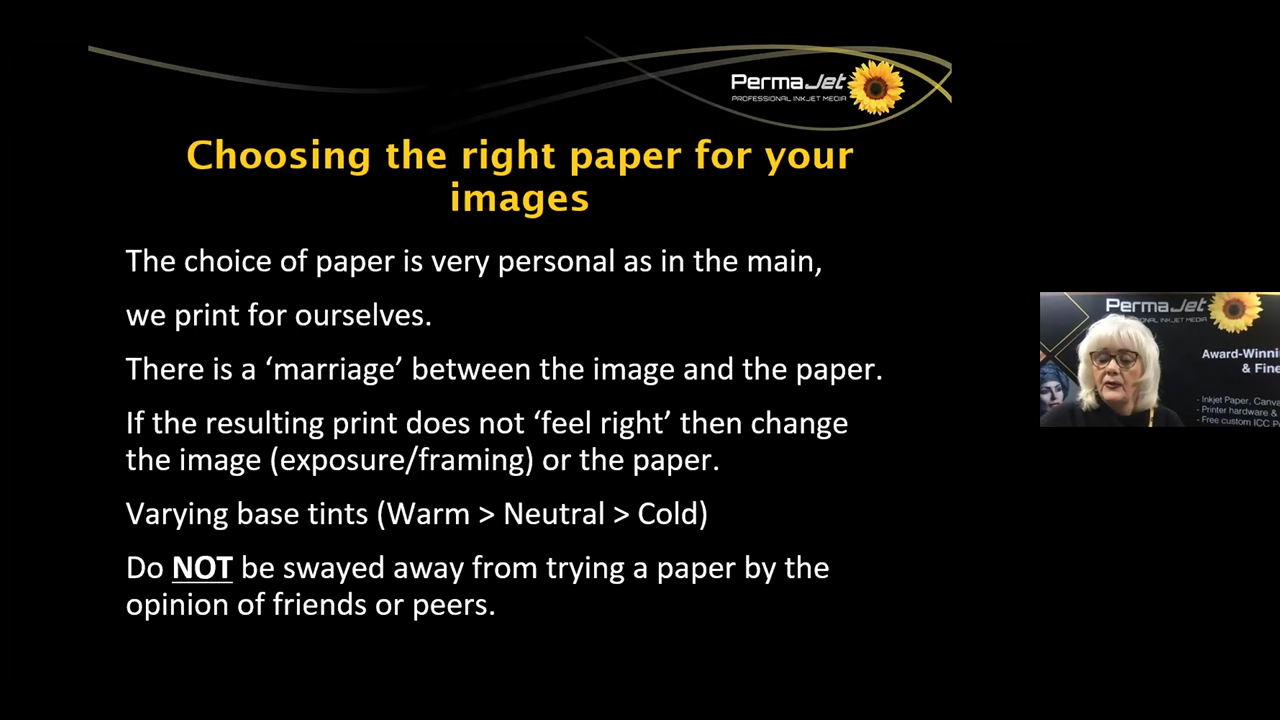 PermaJet
PROFESSIONAL INKJET MEDIA
Choosing the right paper for your
images
The choice of paper is very personal as in the main,
we print for ourselves.
There is a ‘marriage’ between the image and the paper.
If the resulting print does not ‘feel right’ then change
the image (exposure/framing) or the paper.
Varying base tints (Warm > Neutral > Cold)
Do NOT be swayed away from trying a paper by the
opinion of friends or peers.
PermaJet
INKJET MEDIA
Award-Winni
& Fine
- Inkjet Paper, Canva
- Printer hardware &
- Free custom ICC P